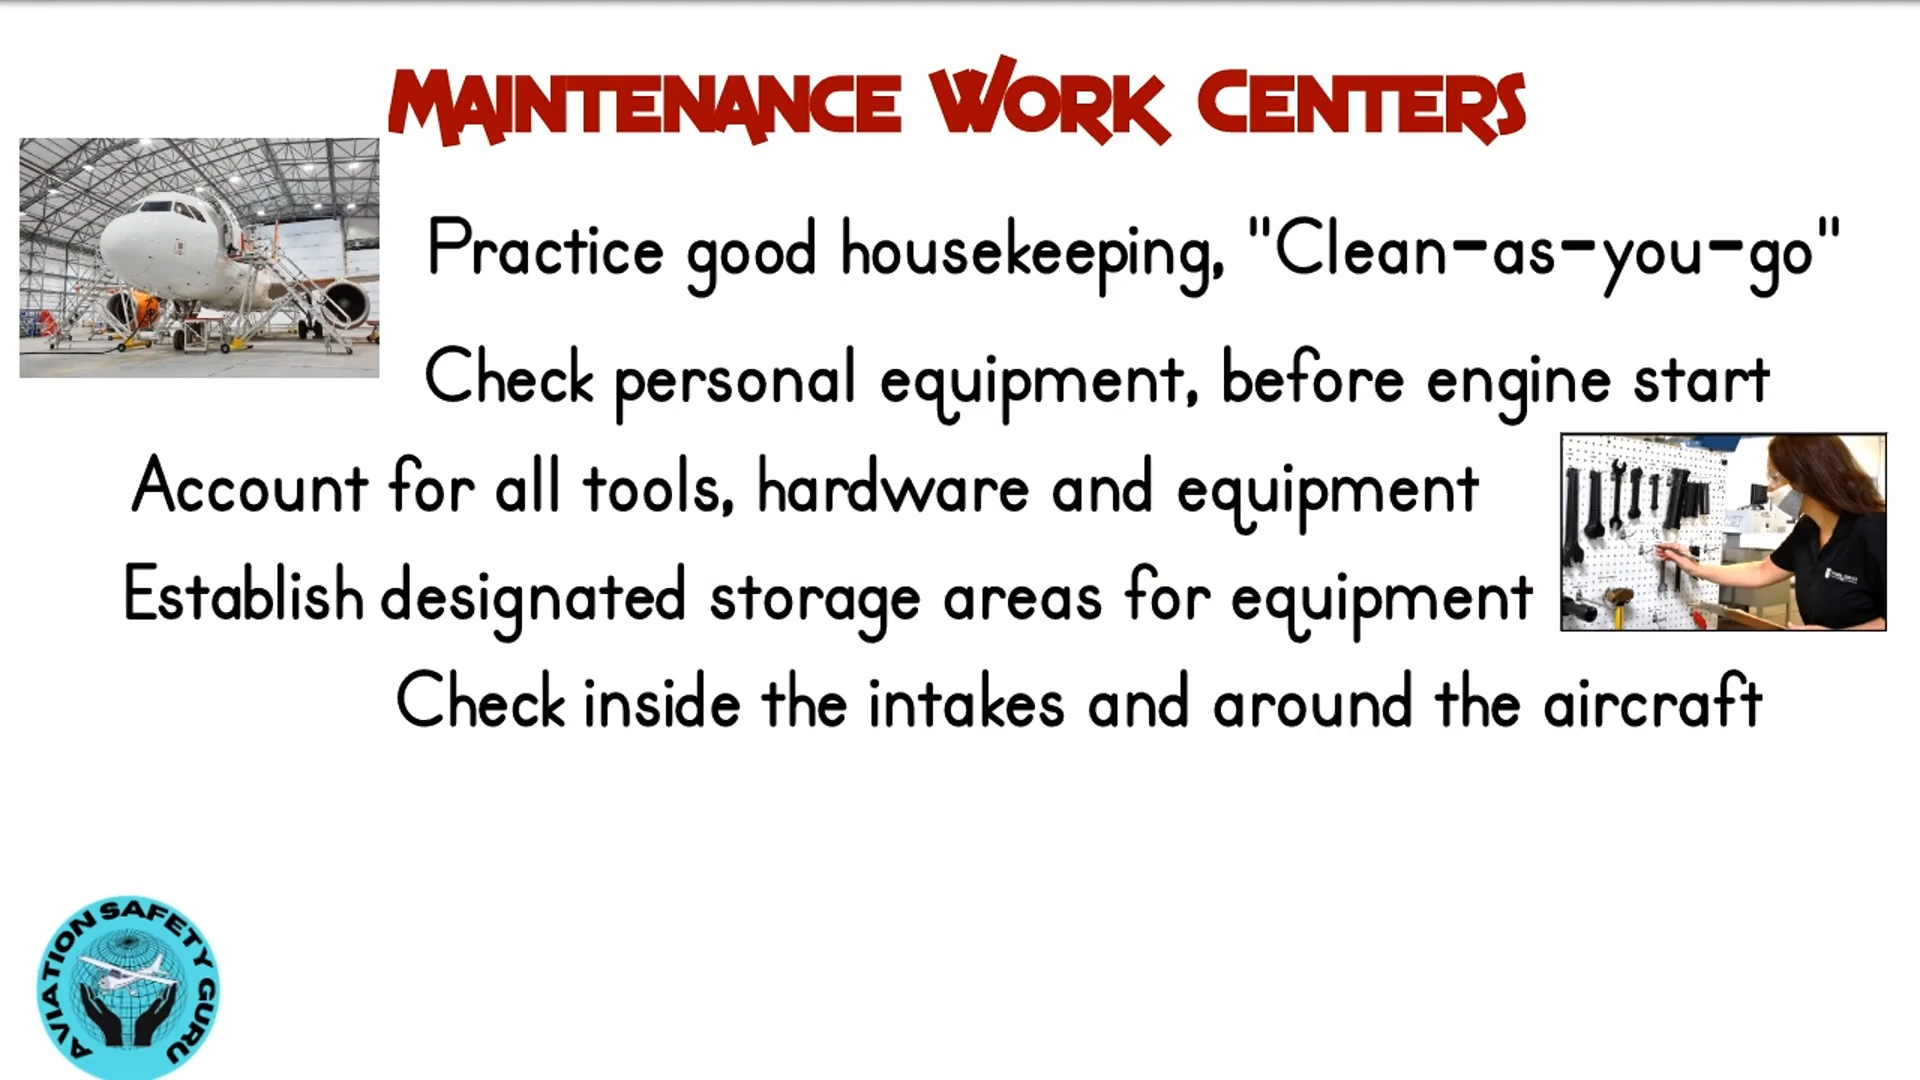 MAINTENANCE WORK CENTERS
Practice good housekeeping, "Clean-as-you-go"
Check personal equipment, before engine start
Account for all tools, hardware and equipment
Establish designated storage areas for equipment
Check inside the intakes and around the aircraft
AVIATION SAFETY GURU